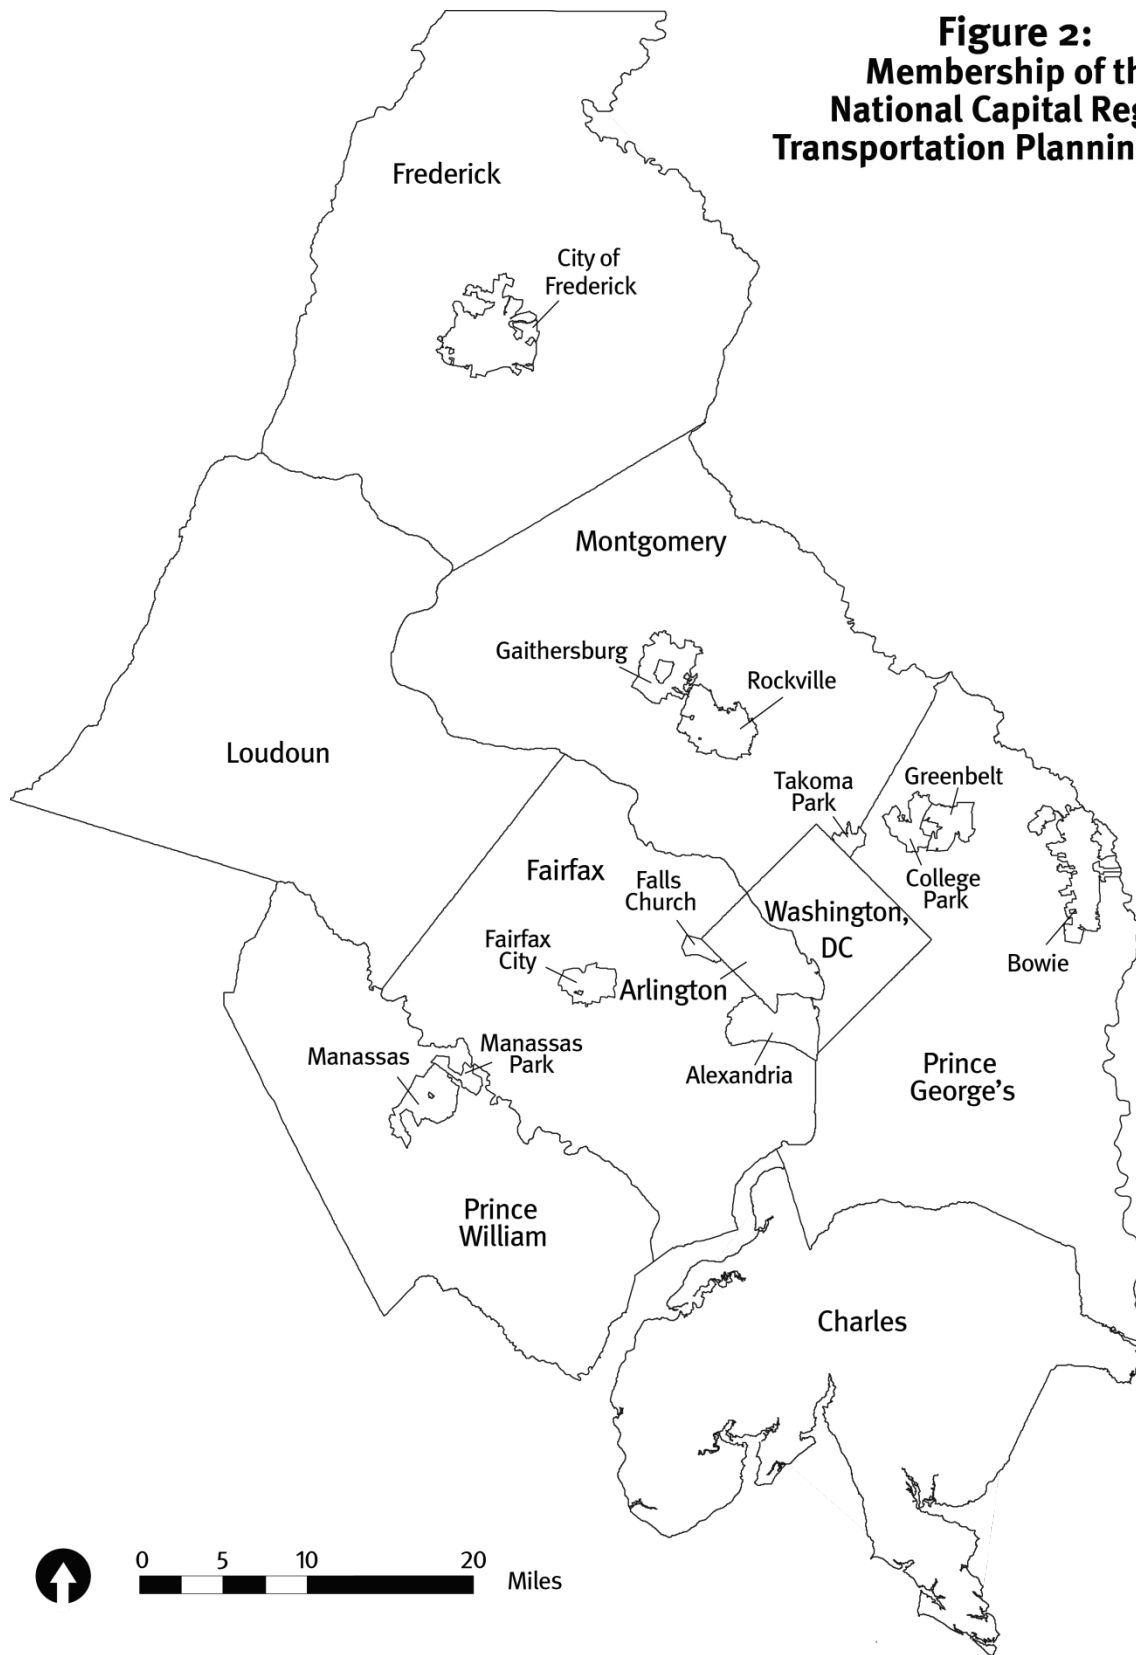 Figure 2:
Membership of th
National Capital Reg
Transportation Plannin
Frederick
City of
Frederick
Montgomery
Gaithersburg
Rockville
Loudoun
Takoma
Park
Greenbelt
Fairfax
Falls
Church
College
Park
Washington,
DC
Fairfax
City
Bowie
Arlington
Manassas
Manassas
Park
Alexandria
Prince
George's
Prince
William
Charles
0 5 10 20
Miles